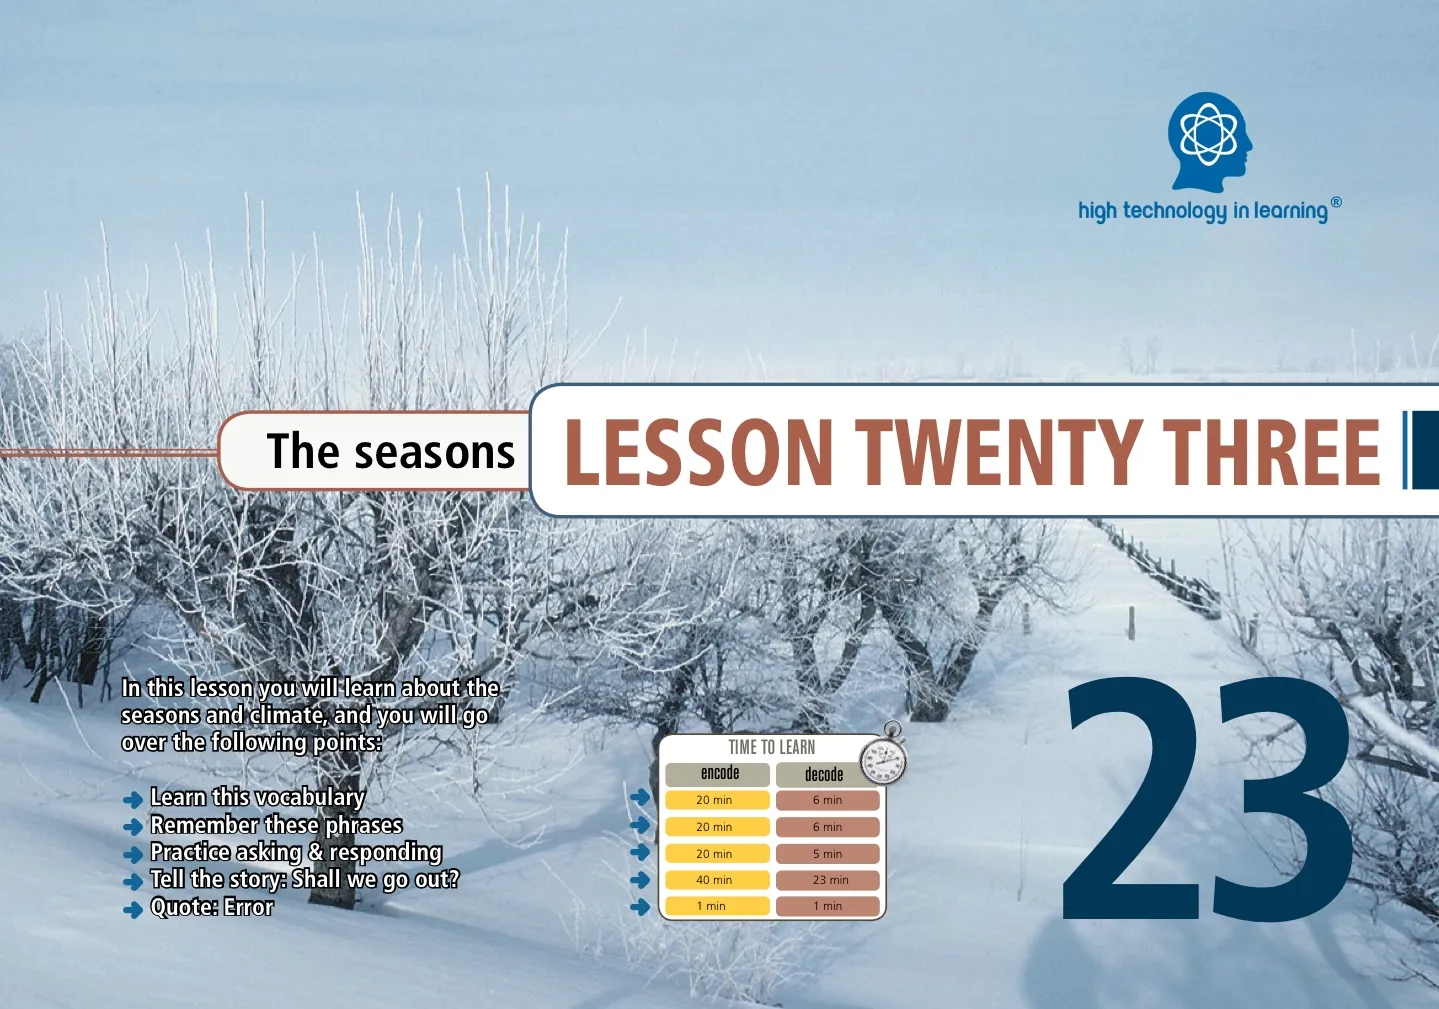 high technology in learning®
The seasons
LESSON TWENTY THREE
In this lesson you will learn about the
seasons and climate, and you will go
over the following points:
Learn this vocabulary
Remember these phrases
Practice asking & responding
Tell the story: Shall we go out?
Quote: Error
TIME TO LEARN
encode decode
20 min 6 min
20 min 6 min
20 min 5 min
40 min 23 min
1 min 1 min
23